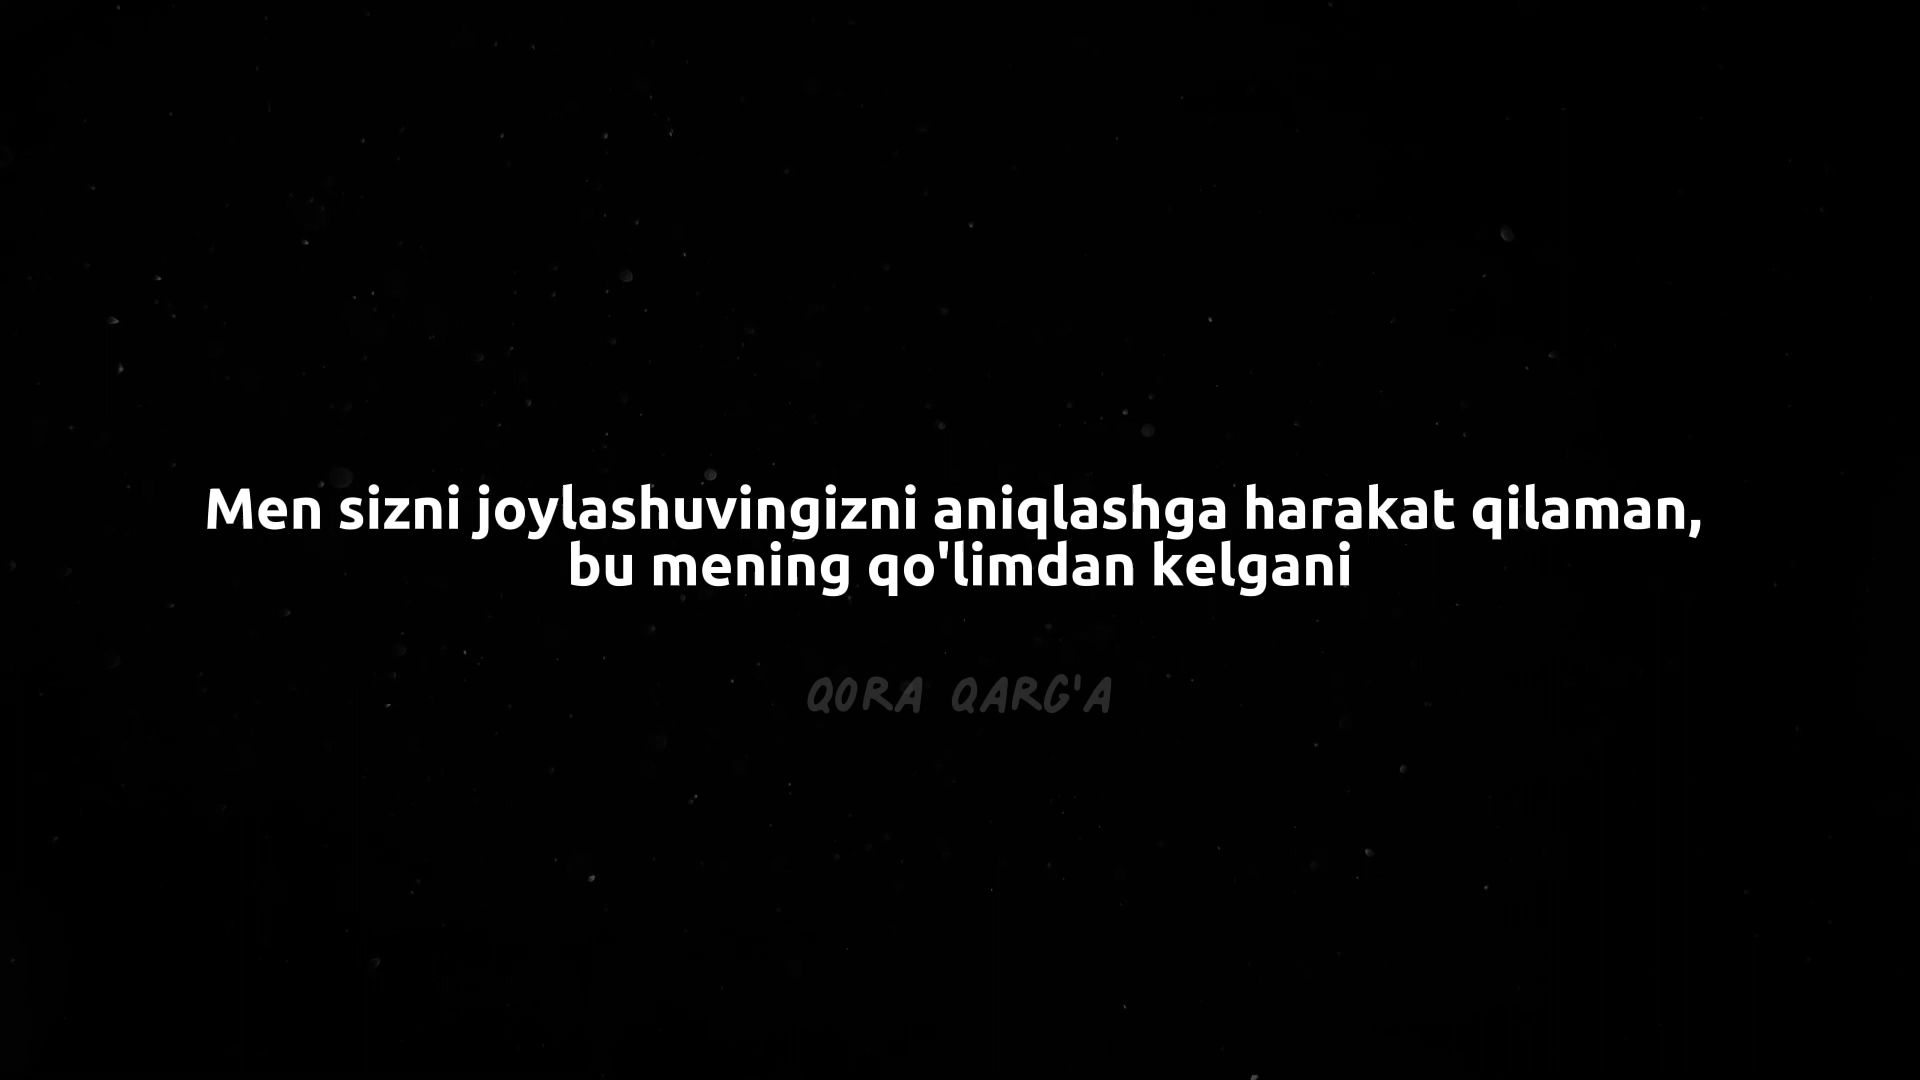 Men sizni joylashuvingizni aniqlashga harakat qilaman,
bu mening qo'limdan kelgani
QORA QARG'A